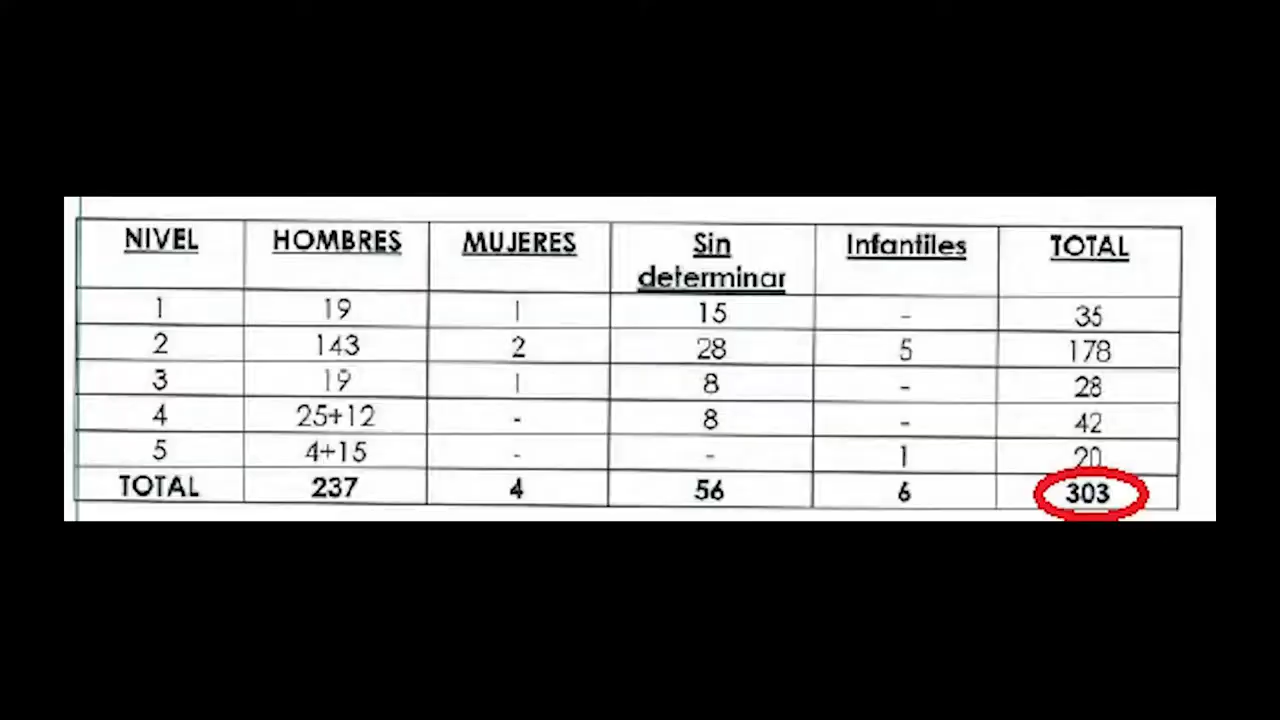 NIVEL HOMBRES MUJERES Sin determinar Infantiles TOTAL
1 19 1 15 - 35
2 143 2 28 5 178
3 19 1 8 - 28
4 25+12 - 8 - 42
5 4+15 - - 1 20
TOTAL 237 4 56 6 303